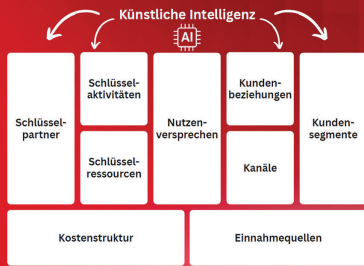 Künstliche Intelligenz
AI
Schlüssel-
partner
Schlüssel-
aktivitäten
Schlüssel-
ressourcen
Nutzen-
versprechen
Kunden-
beziehungen
Kanäle
Kunden-
segmente
Kostenstruktur
Einnahmequellen